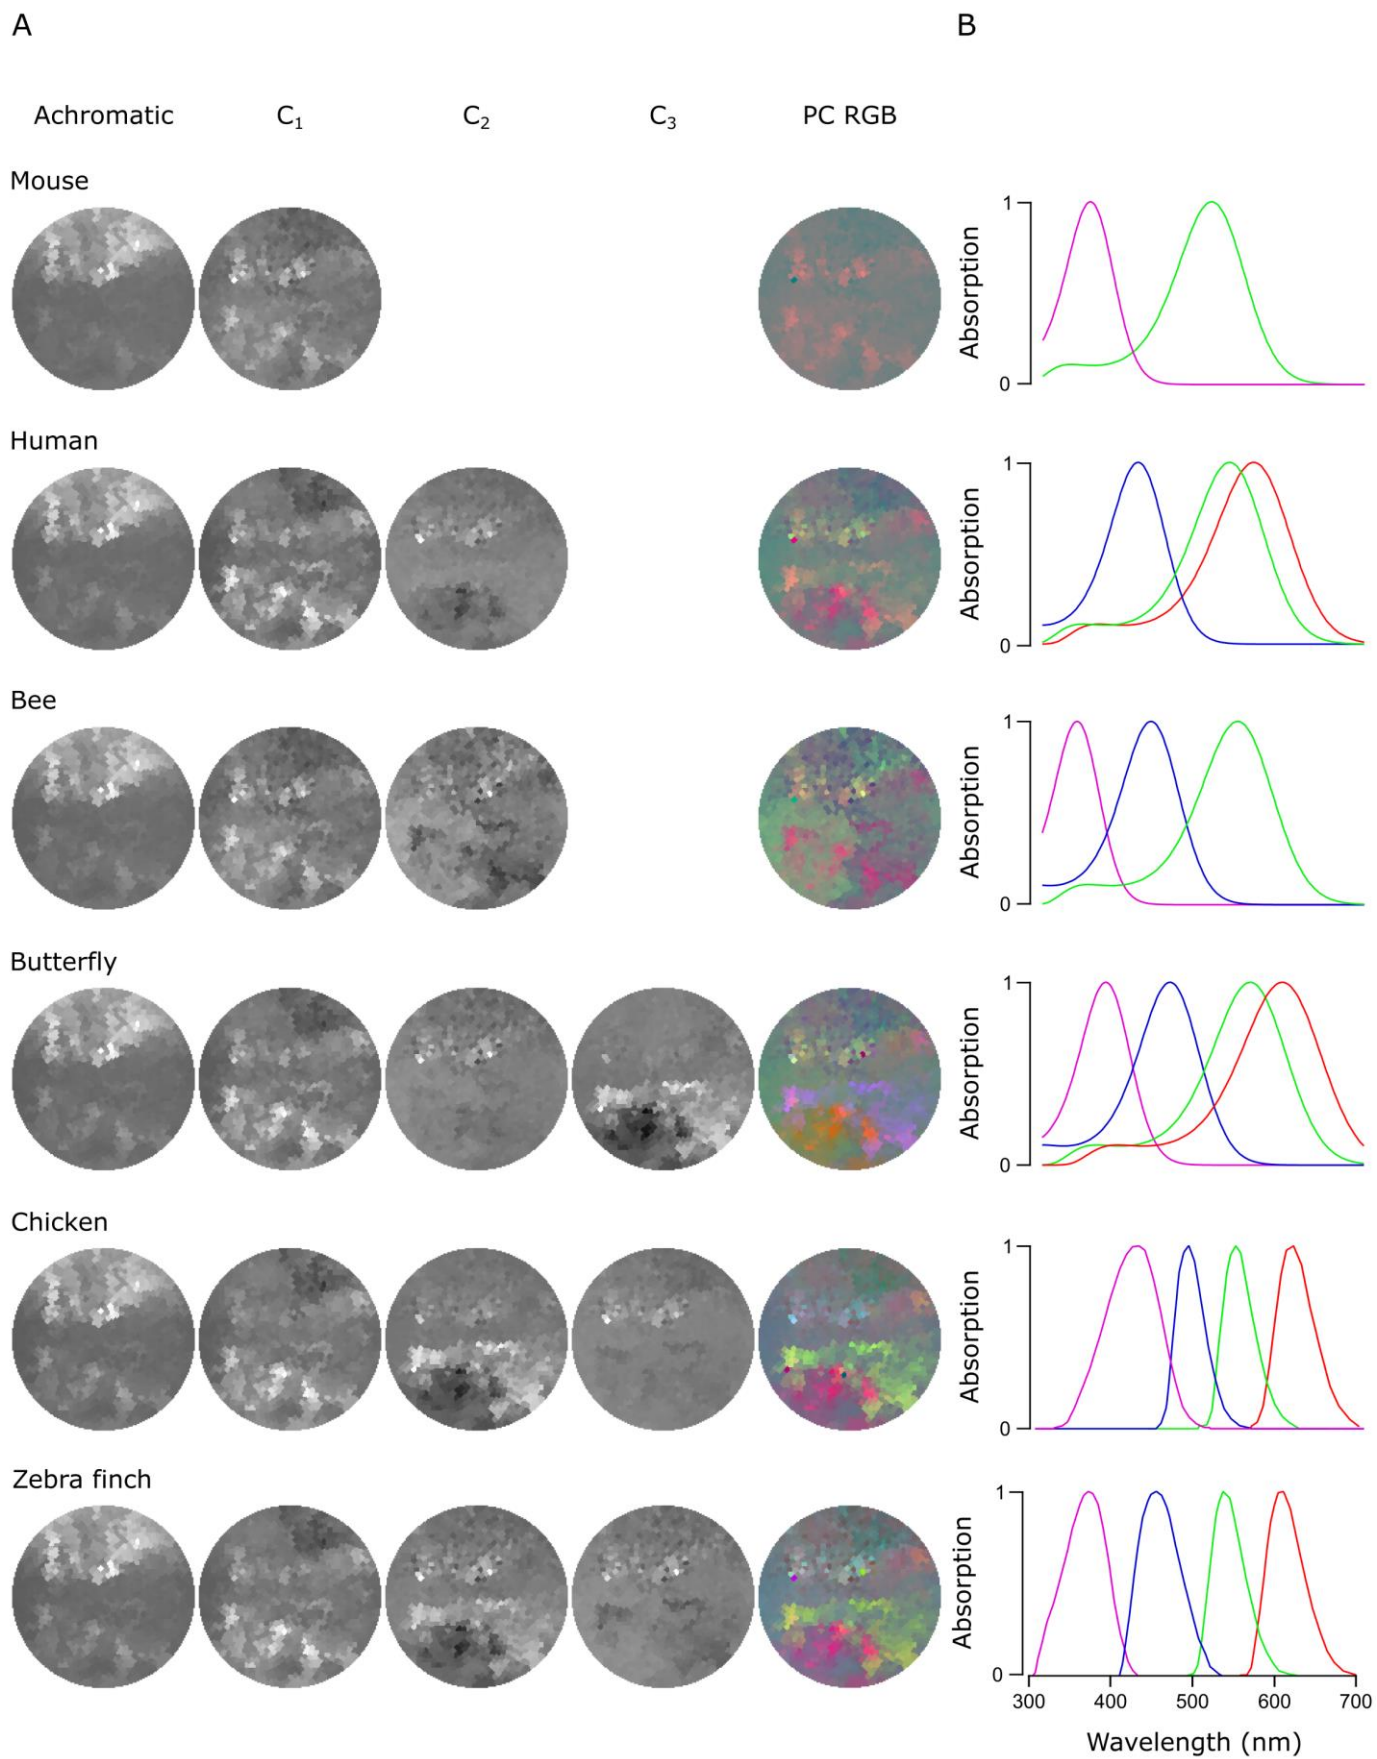 A B
Achromatic C₁ C₂ C₃ PC RGB
Mouse
1
Absorption
0
Human
1
Absorption
0
Bee
1
Absorption
0
Butterfly
1
Absorption
0
Chicken
1
Absorption
0
Zebra finch
1
Absorption
0
300 400 500 600 700
Wavelength (nm)